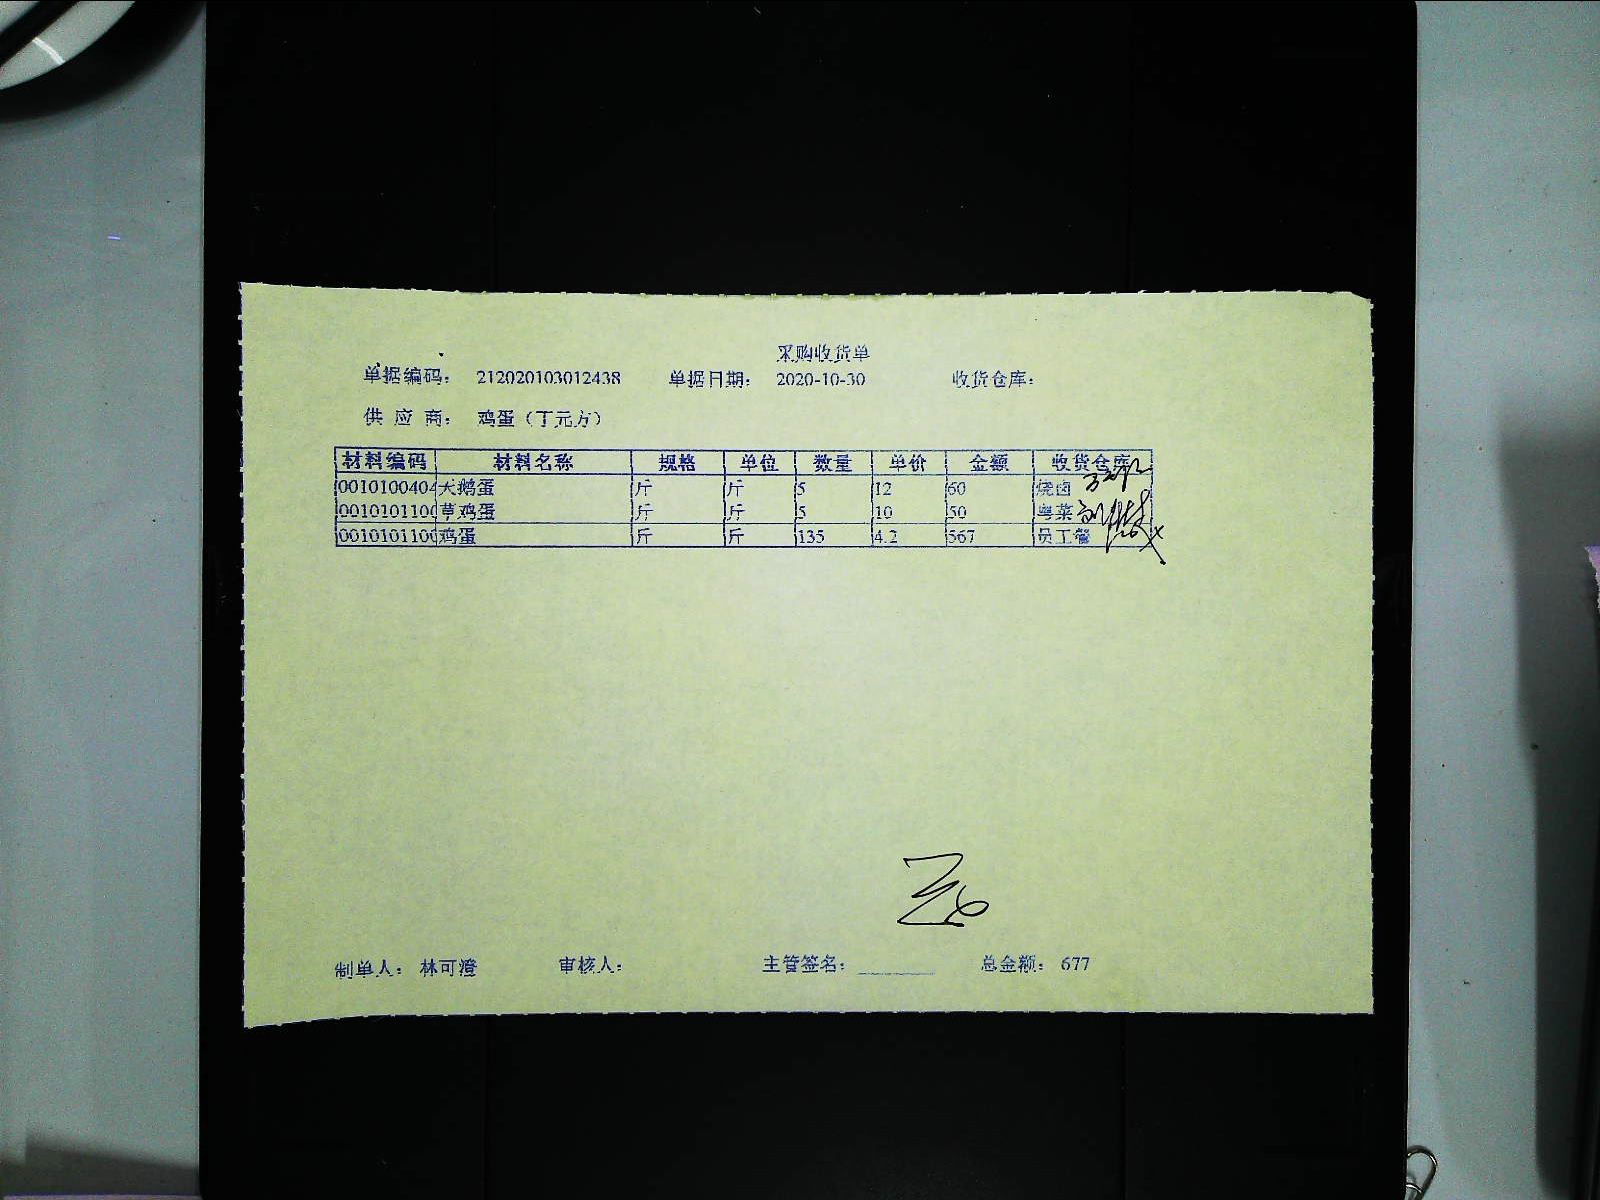 采购收货单
单据编码： 212020103012438 单据日期： 2020-10-30 收货仓库：
供 应 商： 鸡蛋（丁元方）
材料编码 材料名称 规格 单位 数量 单价 金额 收货仓库
0010100404 大鹅蛋 斤 斤 5 12 60 烧卤
0010101100 草鸡蛋 斤 斤 5 10 50 粤菜
0010101100 鸡蛋 斤 斤 135 4.2 567 员工餐
制单人： 林可澄 审核人： 主管签名： 总金额： 677